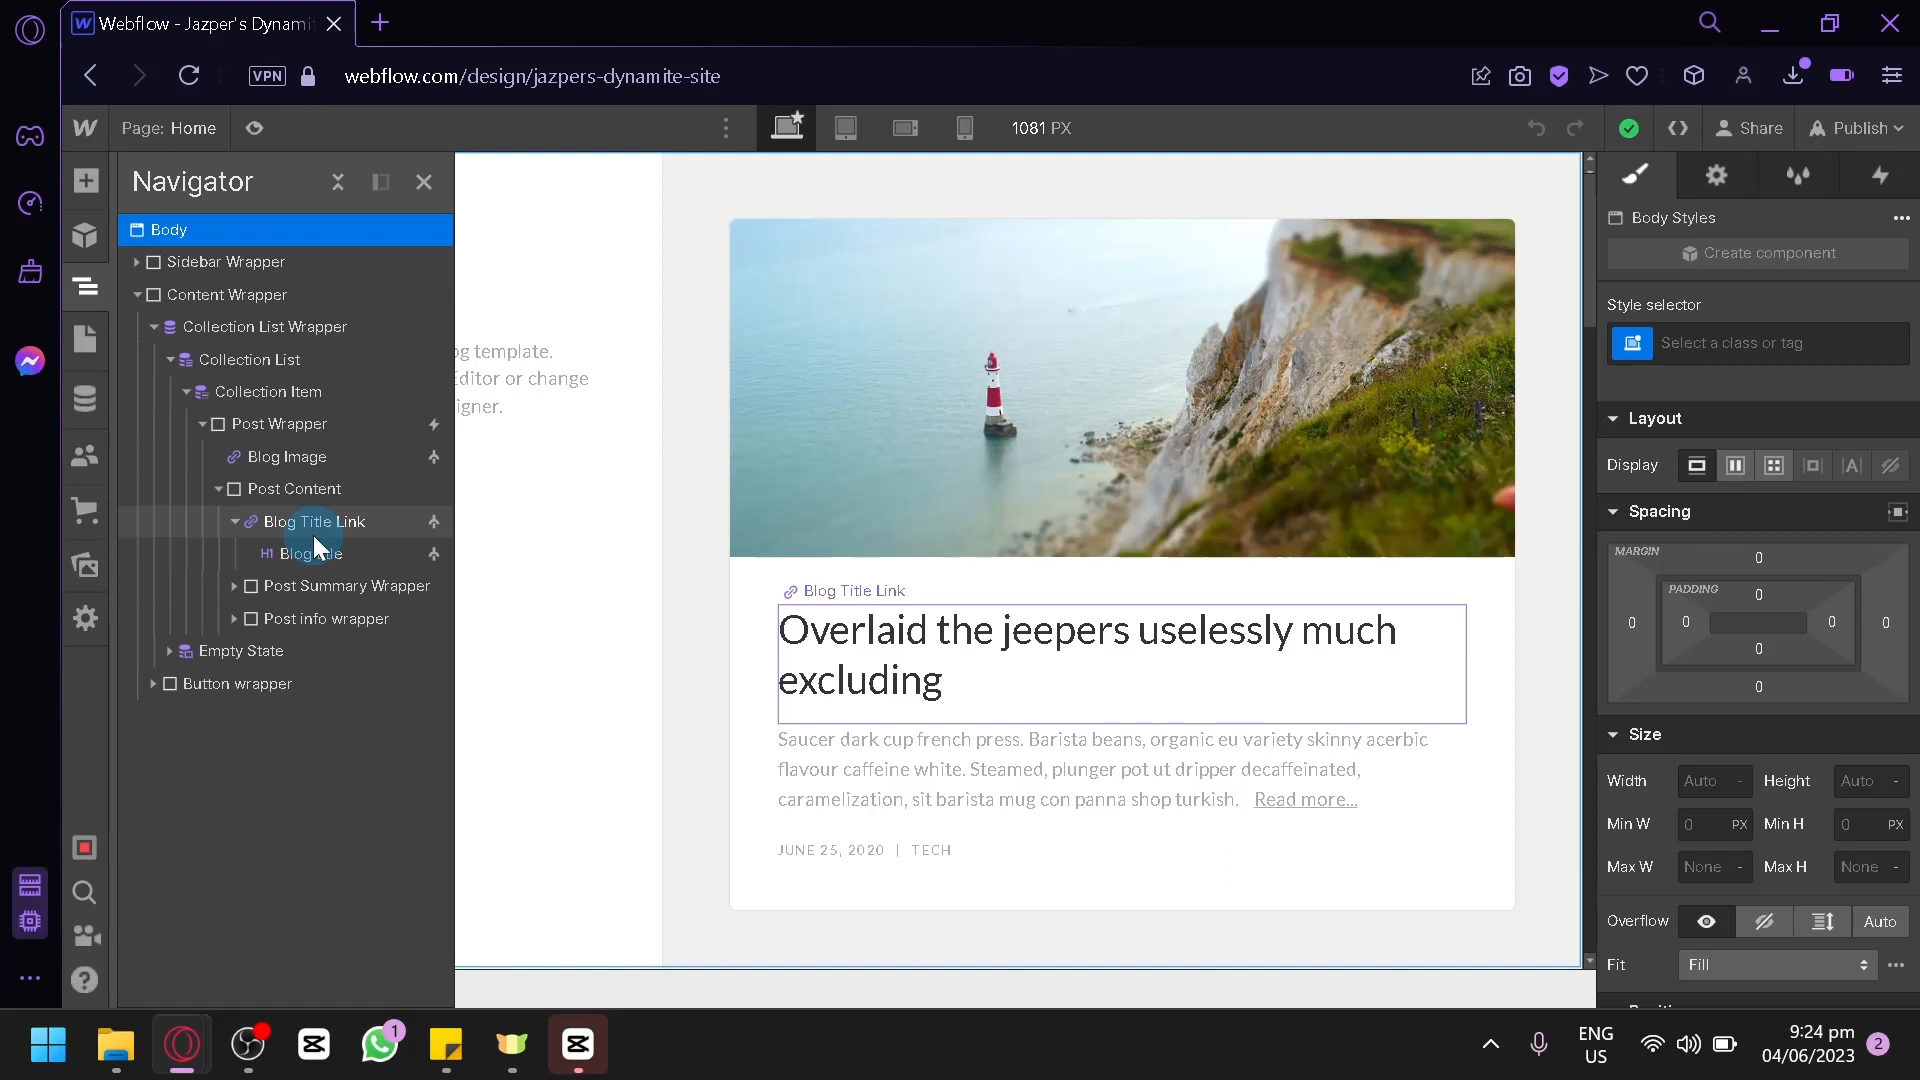 Webflow - Jazper's Dynami
VPN
webflow.com/design/jazpers-dynamite-site
Page: Home
1081 PX
Share
Publish
Navigator
Body
Sidebar Wrapper
Content Wrapper
Collection List Wrapper
Collection List
Collection Item
Post Wrapper
Blog Image
Post Content
Blog Title Link
H1
Post Summary Wrapper
Post info wrapper
Empty State
Button wrapper
og template.
Editor or change
igner.
Blog Title Link
Overlaid the jeepers uselessly much
excluding
Saucer dark cup french press. Barista beans, organic eu variety skinny acerbic
flavour caffeine white. Steamed, plunger pot ut dripper decaffeinated,
caramelization, sit barista mug con panna shop turkish. Read more...
JUNE 25, 2020 | TECH
Body Styles
Create component
Style selector
Select a class or tag
Layout
Display
Spacing
MARGIN
0
PADDING
0
0 0 0 0
0
0
Size
Width Auto - Height Auto -
Min W 0 PX Min H 0 PX
Max W None - Max H None -
Overflow Auto
Fit Fill
1
ENG
US
9:24 pm
04/06/2023
2